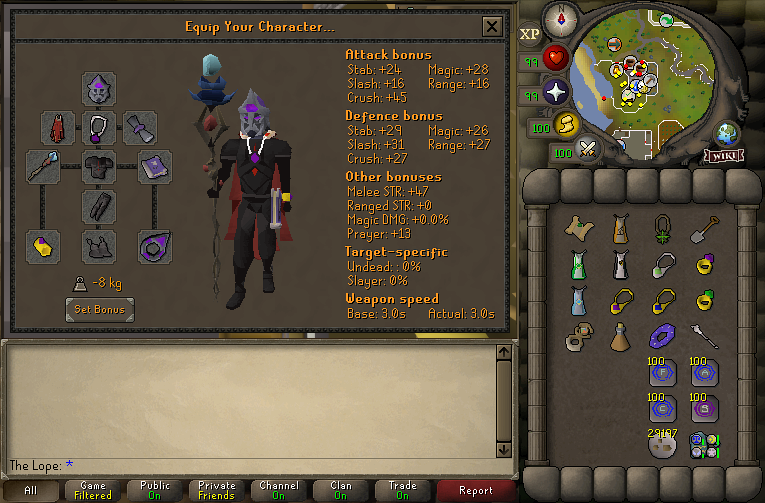 Equip Your Character...
Attack bonus
Stab: +24 Magic: +28
Slash: +16 Range: +16
Crush: +45
Defence bonus
Stab: +29 Magic: +26
Slash: +31 Range: +27
Crush: +27
Other bonuses
Melee STR: +47
Ranged STR: +0
Magic DMG: +0.0%
Prayer: +13
Target-specific
Undead: : 0%
Slayer: 0%
Weapon speed
Base: 3.0s Actual: 3.0s
-8 kg
Set Bonus
XP
99
99
100
100
WIKI
100
100
100
100
29197
The Lope: *
All
Game
Filtered
Public
On
Private
Friends
Channel
On
Clan
On
Trade
On
Report